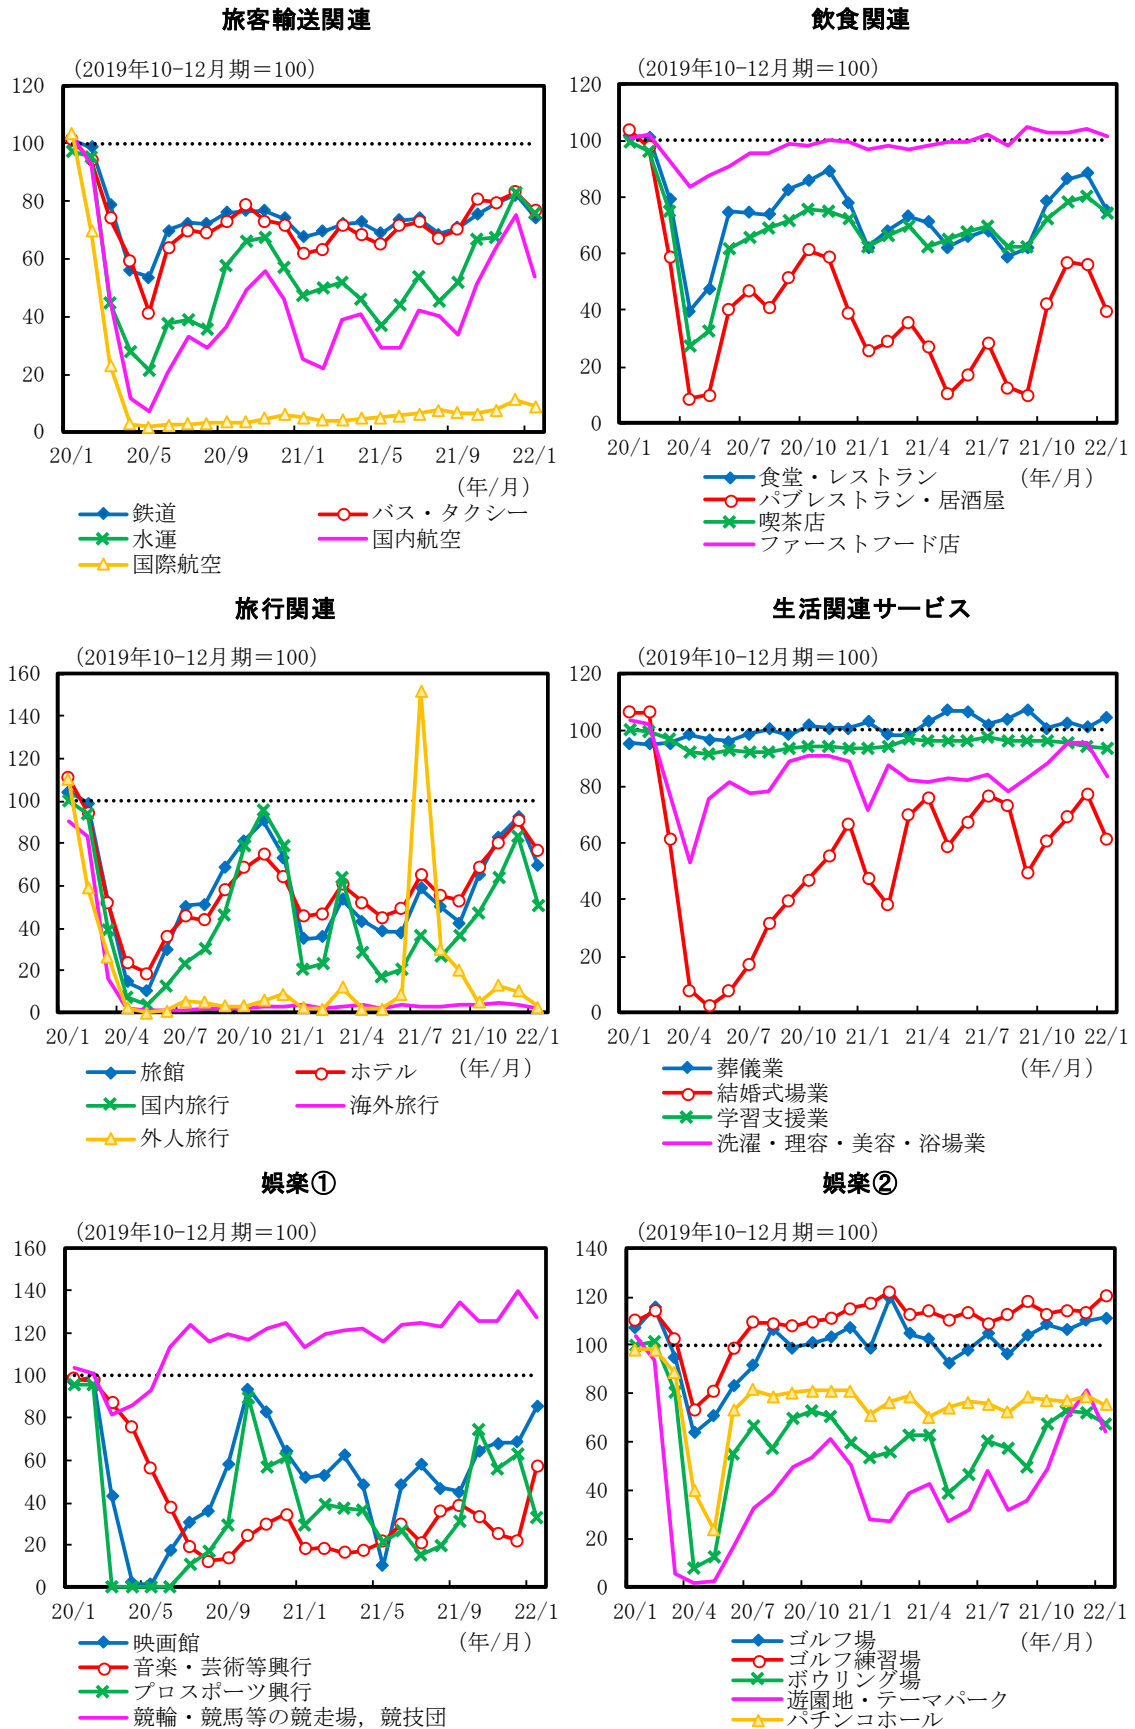 旅客輸送関連
(2019年10-12月期＝100)
120
100
80
60
40
20
0
20/1 20/5 20/9 21/1 21/5 21/9 22/1
(年/月)
鉄道 バス・タクシー
水運 国内航空
国際航空
飲食関連
(2019年10-12月期＝100)
120
100
80
60
40
20
0
20/1 20/4 20/7 20/10 21/1 21/4 21/7 21/10 22/1
(年/月)
食堂・レストラン
パブレストラン・居酒屋
喫茶店
ファーストフード店
旅行関連
(2019年10-12月期＝100)
160
140
120
100
80
60
40
20
0
20/1 20/4 20/7 20/10 21/1 21/4 21/7 21/10 22/1
(年/月)
旅館 ホテル
国内旅行 海外旅行
外人旅行
生活関連サービス
(2019年10-12月期＝100)
120
100
80
60
40
20
0
20/1 20/4 20/7 20/10 21/1 21/4 21/7 21/10 22/1
(年/月)
葬儀業
結婚式場業
学習支援業
洗濯・理容・美容・浴場業
娯楽①
(2019年10-12月期＝100)
160
140
120
100
80
60
40
20
0
20/1 20/5 20/9 21/1 21/5 21/9 22/1
(年/月)
映画館
音楽・芸術等興行
プロスポーツ興行
競輪・競馬等の競走場，競技団
娯楽②
(2019年10-12月期＝100)
140
120
100
80
60
40
20
0
20/1 20/4 20/7 20/10 21/1 21/4 21/7 21/10 22/1
(年/月)
ゴルフ場
ゴルフ練習場
ボウリング場
遊園地・テーマパーク
パチンコホール